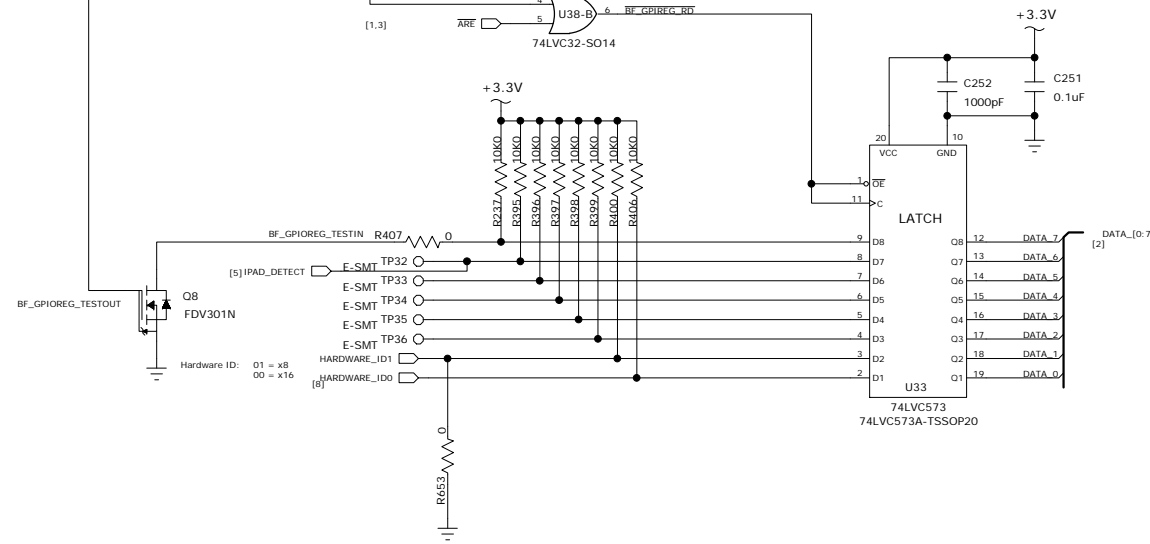 4
U38-B
6
BF_GPIREG_RD
[1,3]
ARE
5
74LVC32-SO14
+3.3V
C252
1000pF
C251
0.1uF
+3.3V
10K0
10K0
10K0
10K0
10K0
10K0
10K0
10K0
R237
R395
R396
R397
R398
R399
R400
R406
20
10
VCC
GND
1
OE
11
C
LATCH
BF_GPIOREG_TESTIN
R407
0
9
D8
Q8
12
DATA_7
DATA_[0:7
[2]
[5]
IPAD_DETECT
E-SMT
TP32
8
D7
Q7
13
DATA_6
E-SMT
TP33
7
D6
Q6
14
DATA_5
E-SMT
TP34
6
D5
Q5
15
DATA_4
E-SMT
TP35
5
D4
Q4
16
DATA_3
E-SMT
TP36
4
D3
Q3
17
DATA_2
HARDWARE_ID1
3
D2
Q2
18
DATA_1
HARDWARE_ID0
[8]
2
D1
Q1
19
DATA_0
BF_GPIOREG_TESTOUT
Q8
FDV301N
Hardware ID: 01 = x8
00 = x16
U33
74LVC573
74LVC573A-TSSOP20
0
R653